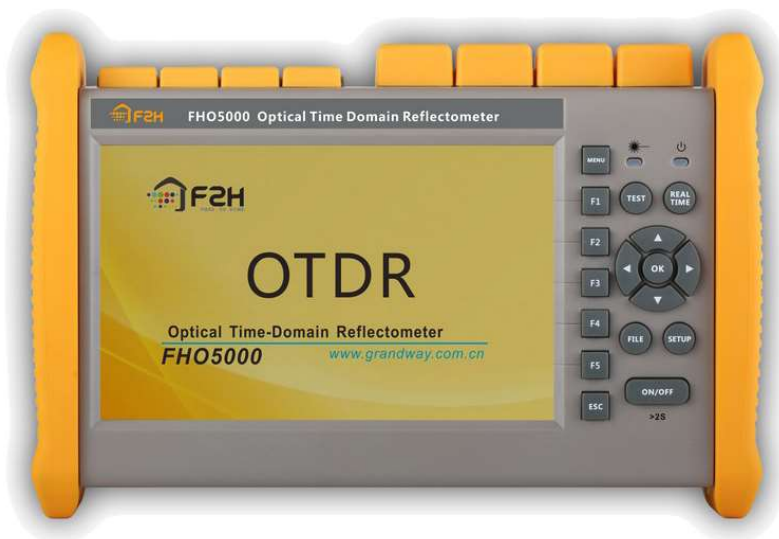 F2H FHO5000 Optical Time Domain Reflectometer
F2H
OTDR
Optical Time-Domain Reflectometer
FHO5000 www.grandway.com.cn
MENU
F1 TEST REAL TIME
F2
F3 OK
F4
FILE SETUP
F5
ON/OFF
ESC
>2S